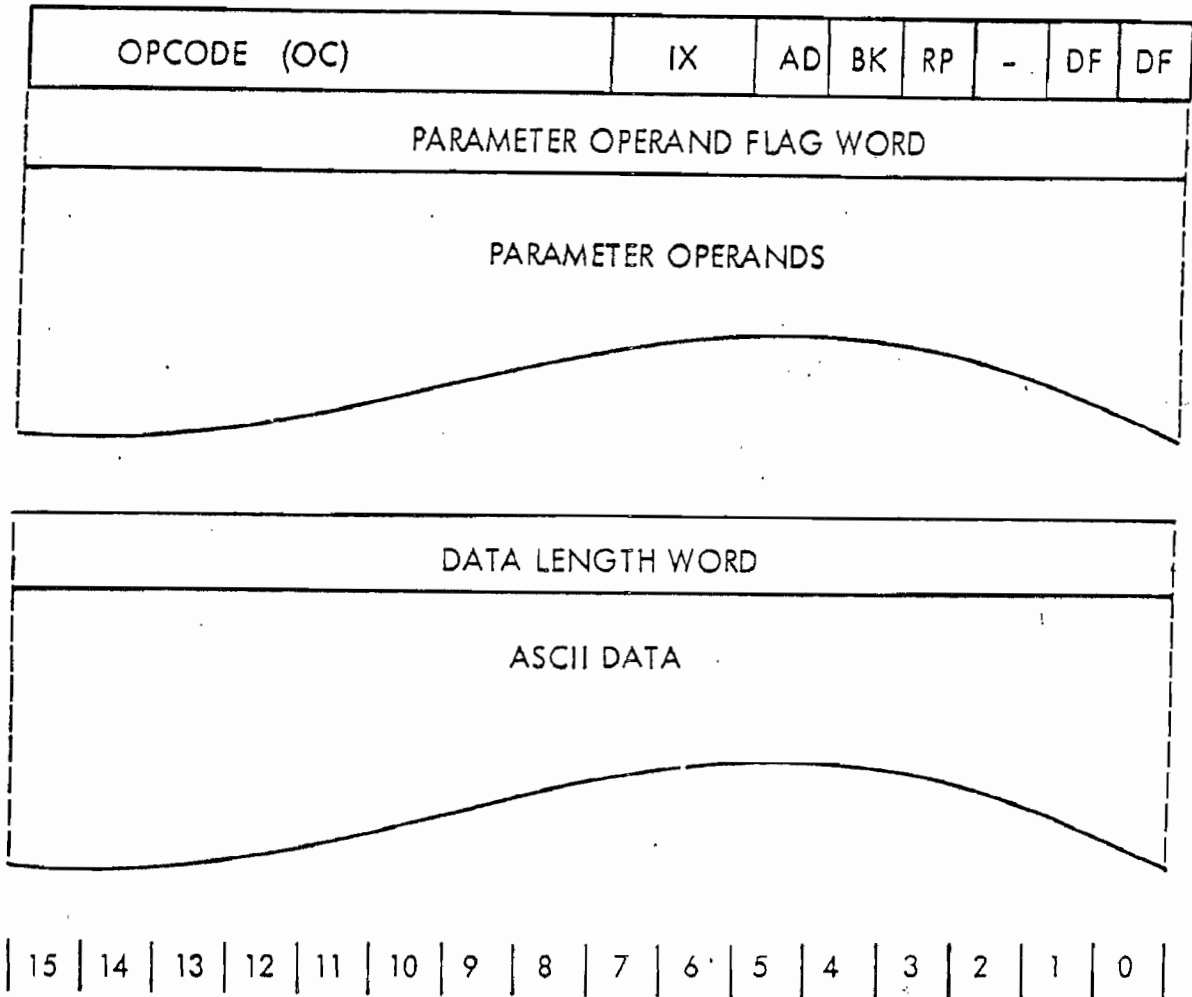 OPCODE (OC) IX AD BK RP - DF DF
PARAMETER OPERAND FLAG WORD
PARAMETER OPERANDS
DATA LENGTH WORD
ASCII DATA
15 14 13 12 11 10 9 8 7 6 5 4 3 2 1 0